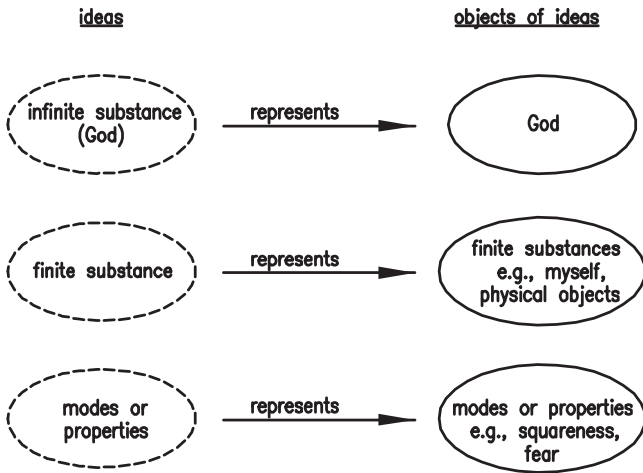 ideas
objects of ideas
infinite substance
(God)
represents
God
finite substance
represents
finite substances
e.g., myself,
physical objects
modes or
properties
represents
modes or properties
e.g., squareness,
fear